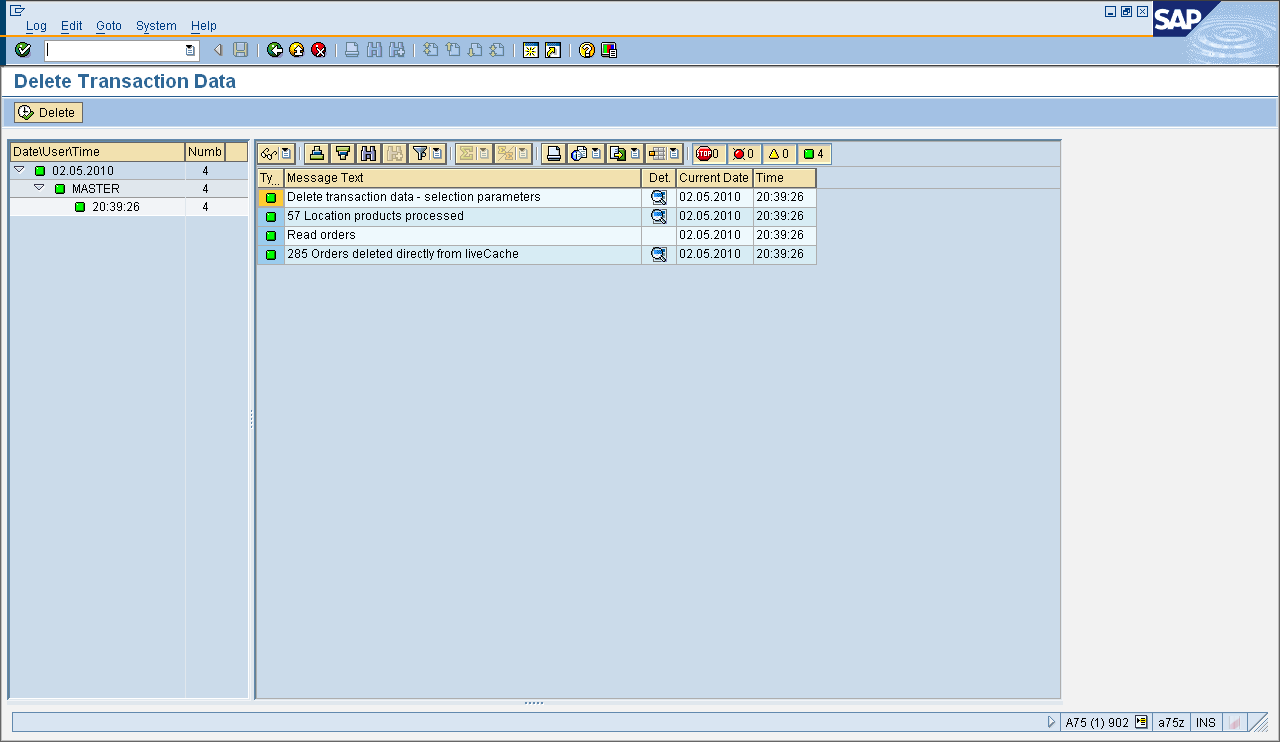 Log Edit Goto System Help
SAP
Delete Transaction Data
Delete
Date\User\Time Numb
02.05.2010 4
MASTER 4
20:39:26 4
STOP 0 0 0 4
Ty... Message Text Det. Current Date Time
Delete transaction data - selection parameters 02.05.2010 20:39:26
57 Location products processed 02.05.2010 20:39:26
Read orders 02.05.2010 20:39:26
285 Orders deleted directly from liveCache 02.05.2010 20:39:26
A75 (1) 902 a75z INS